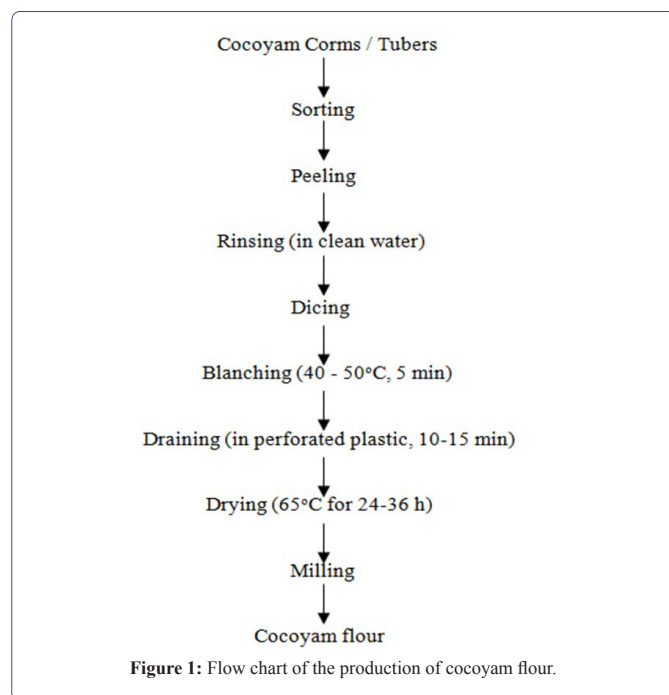 Cocoyam Corms / Tubers
Sorting
Peeling
Rinsing (in clean water)
Dicing
Blanching (40 - 50°C, 5 min)
Draining (in perforated plastic, 10-15 min)
Drying (65°C for 24-36 h)
Milling
Cocoyam flour
Figure 1: Flow chart of the production of cocoyam flour.